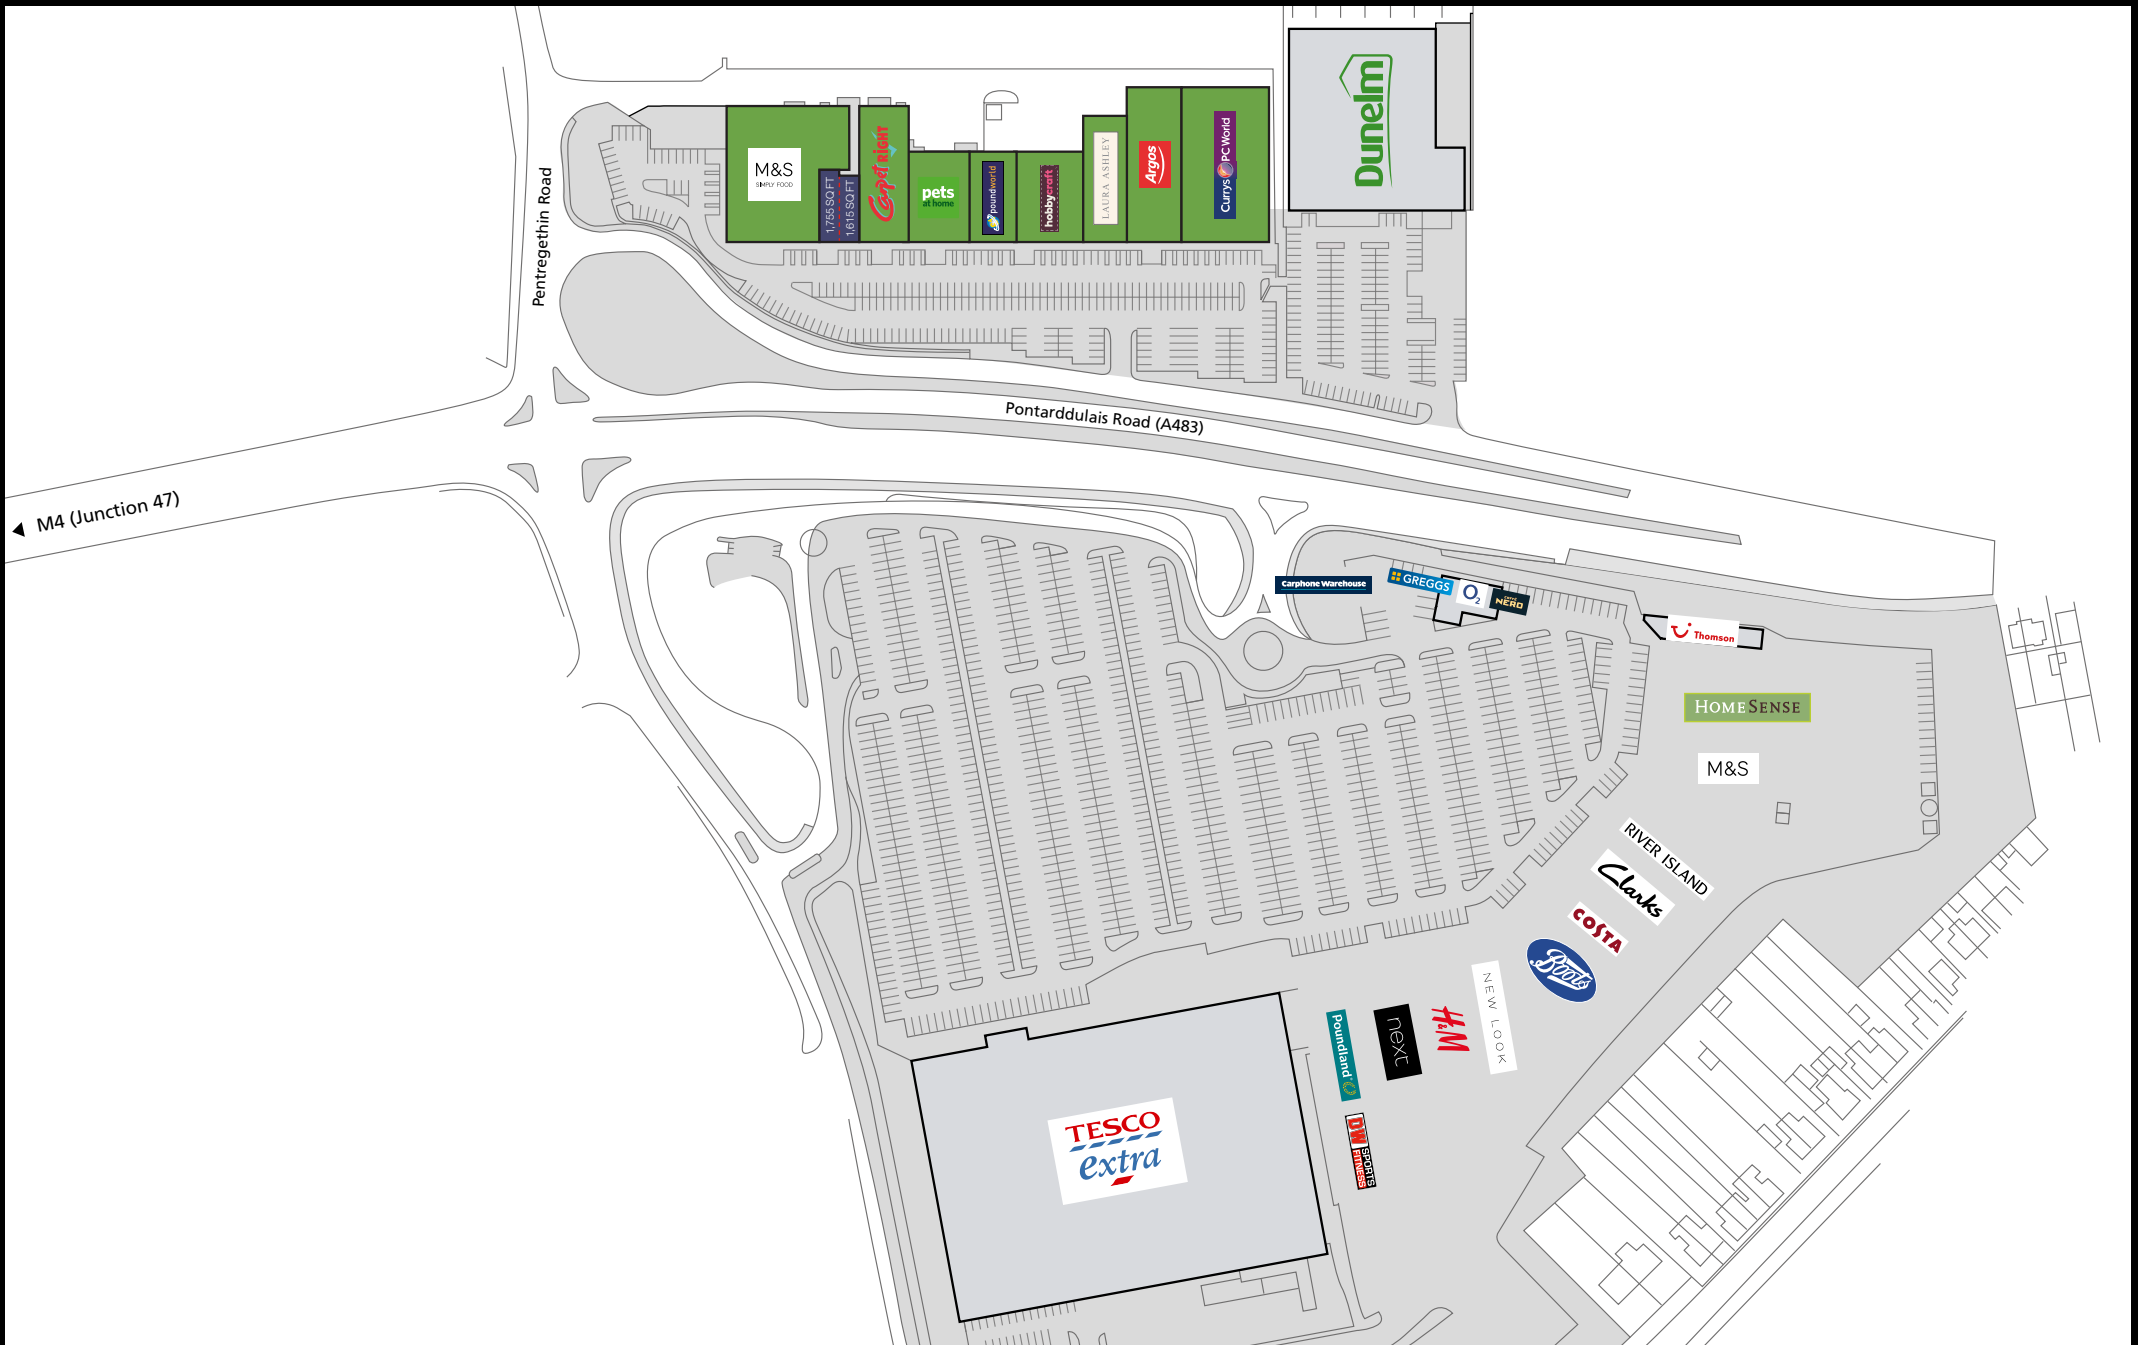 Dunelm
M&S
SIMPLY FOOD
1,755 SQ FT
1,615 SQ FT
CarpetRIGHT
pets
at home
poundworld
hobbycraft
LAURA ASHLEY
Argos
Currys PC World
Pentregethin Road
Pontarddulais Road (A483)
M4 (Junction 47)
Carphone Warehouse
GREGGS
O2
CAFFÈ
NERO
Thomson
HOMESENSE
M&S
RIVER ISLAND
Clarks
COSTA
Boots
NEW LOOK
H&M
next
Poundland
DW SPORTS
FITNESS
TESCO
extra